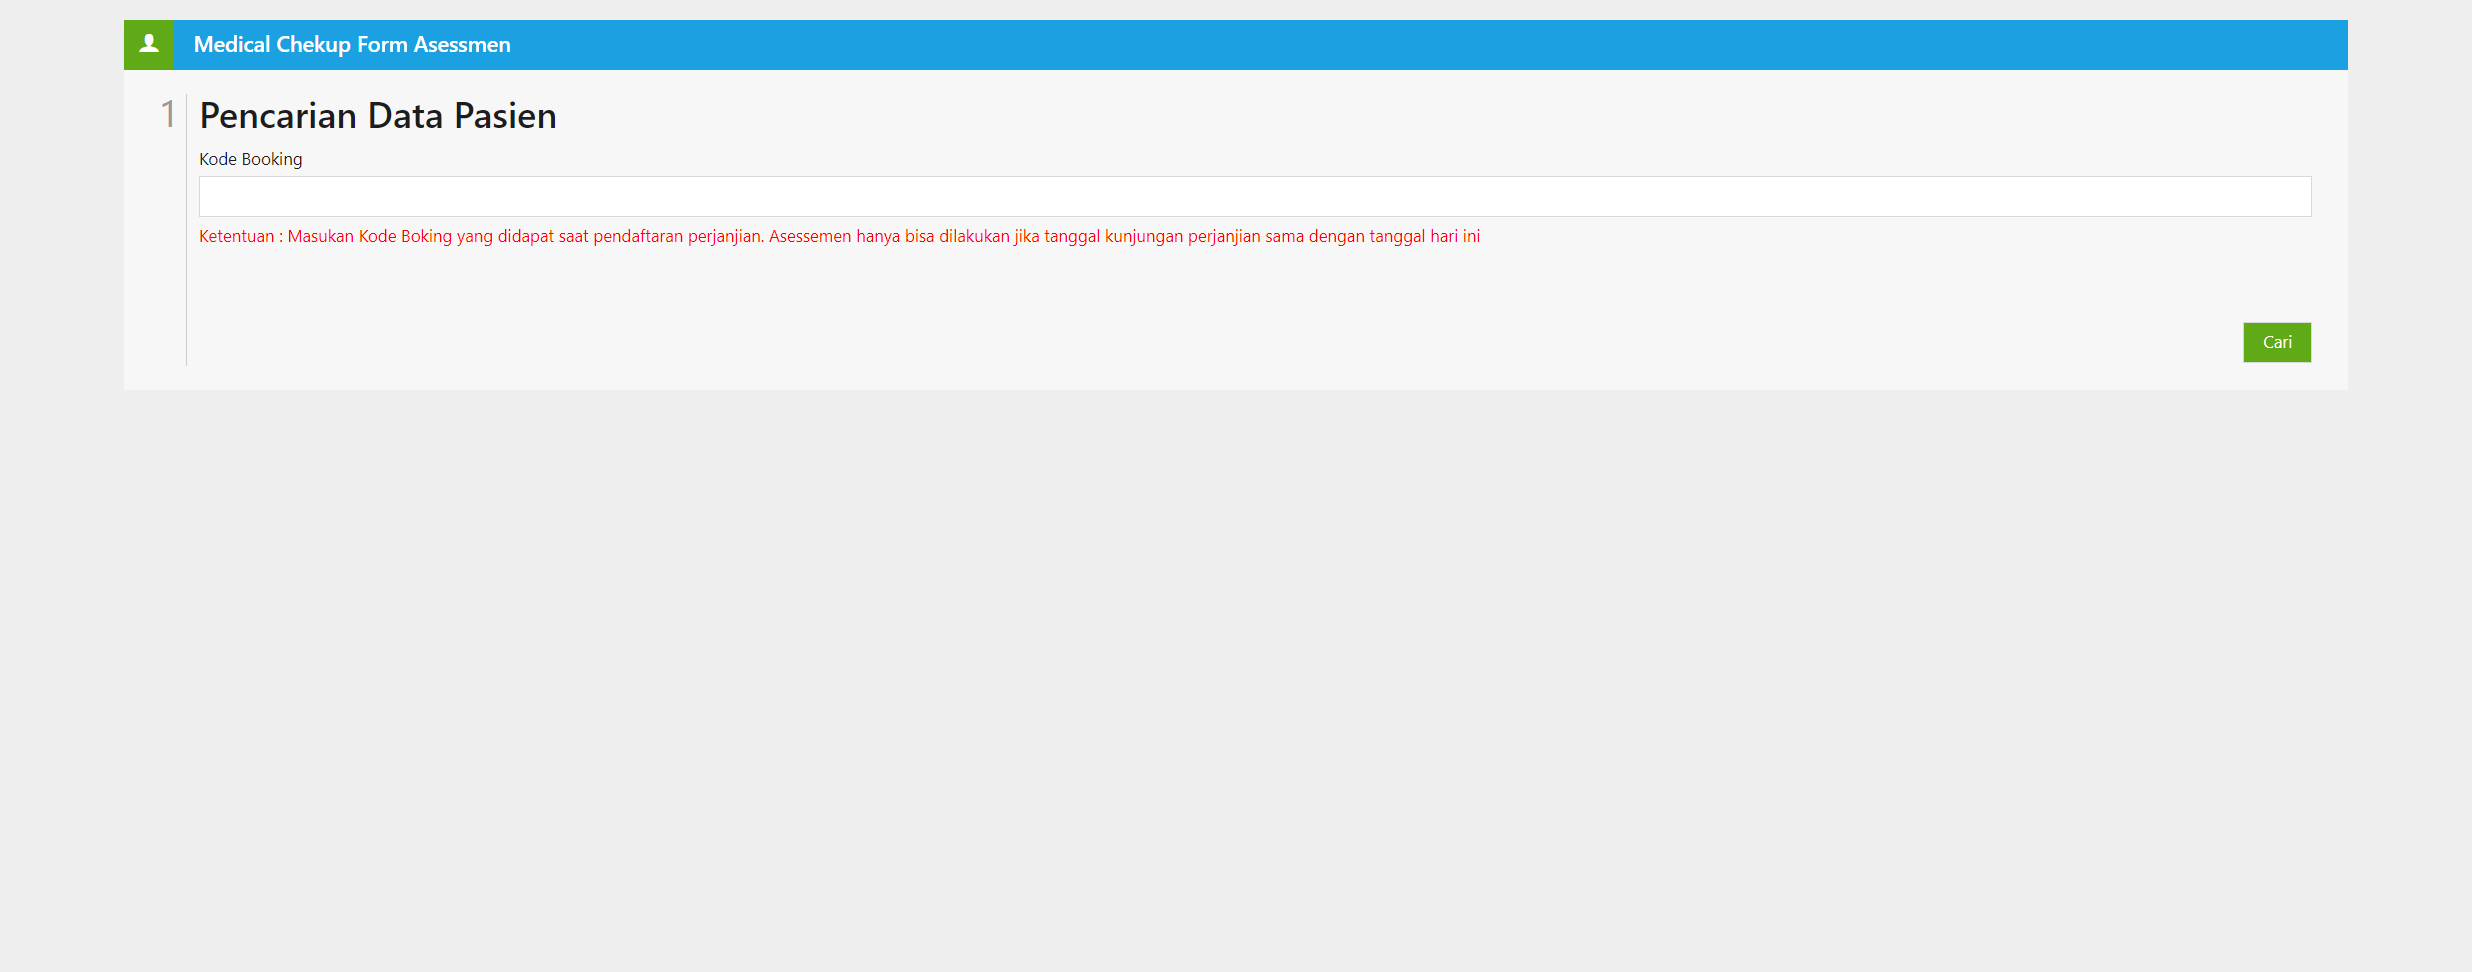 Medical Chekup Form Asessmen
1
Pencarian Data Pasien
Kode Booking
Ketentuan : Masukan Kode Boking yang didapat saat pendaftaran perjanjian. Asessemen hanya bisa dilakukan jika tanggal kunjungan perjanjian sama dengan tanggal hari ini
Cari